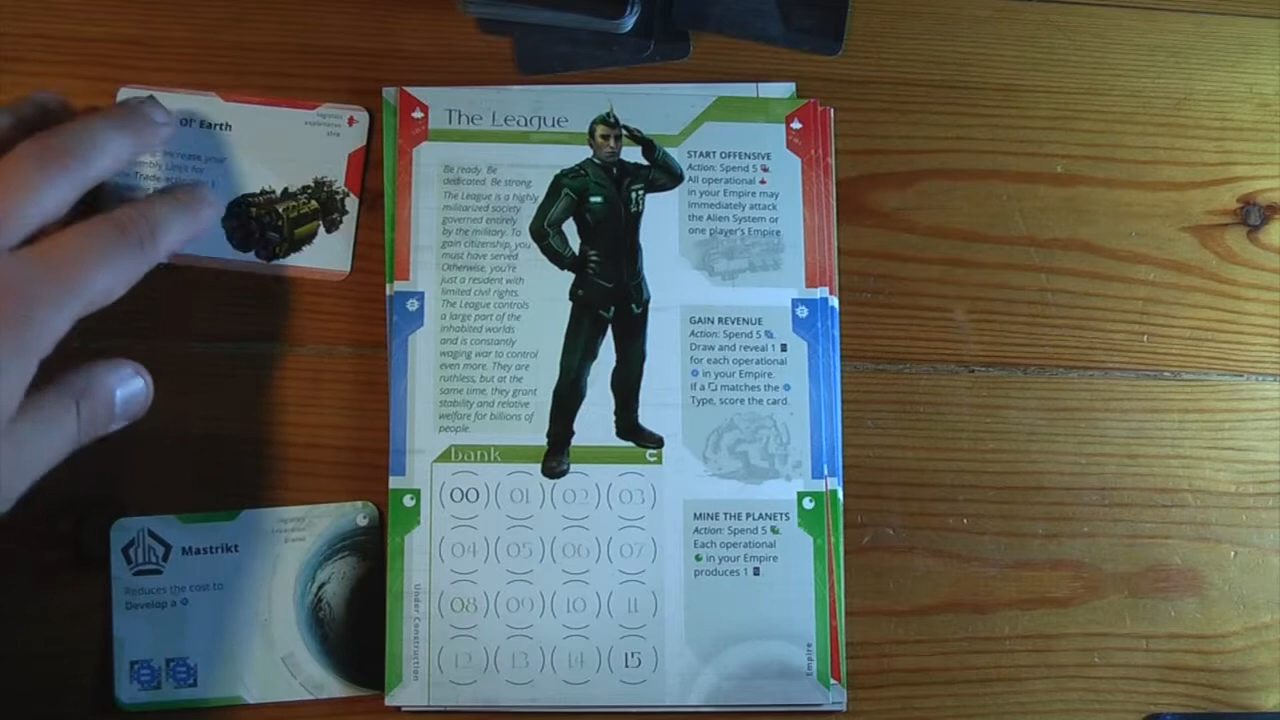 Ol' Earth
logistics
exploitation
ship
increase your
Trade
Mastrikt
Reduces the cost to
Develop a
The League
Be ready. Be
dedicated. Be strong.
The League is a highly
militarized society
governed entirely
by the military. To
gain citizenship, you
must have served.
Otherwise, you're
just a resident with
limited civil rights.
The League controls
a large part of the
inhabited worlds
and is constantly
waging war to control
even more. They are
ruthless, but at the
same time, they grant
stability and relative
welfare for billions of
people.
bank
00 01 02 03
04 05 06 07
08 09 10 11
12 13 14 15
Under Construction
START OFFENSIVE
Action: Spend 5
All operational
in your Empire may
immediately attack
the Alien System or
one player's Empire.
GAIN REVENUE
Action: Spend 5
Draw and reveal 1
for each operational
in your Empire.
If a matches the
Type, score the card.
MINE THE PLANETS
Action: Spend 5
Each operational
in your Empire
produces 1
Empire